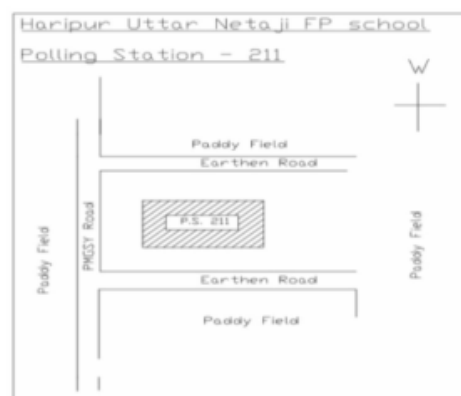 Haripur Uttar Netaji FP school
Polling Station - 211
W
Paddy Field
Earthen Road
P.S. 211
Paddy Field
PMGSY Road
Paddy Field
Earthen Road
Paddy Field